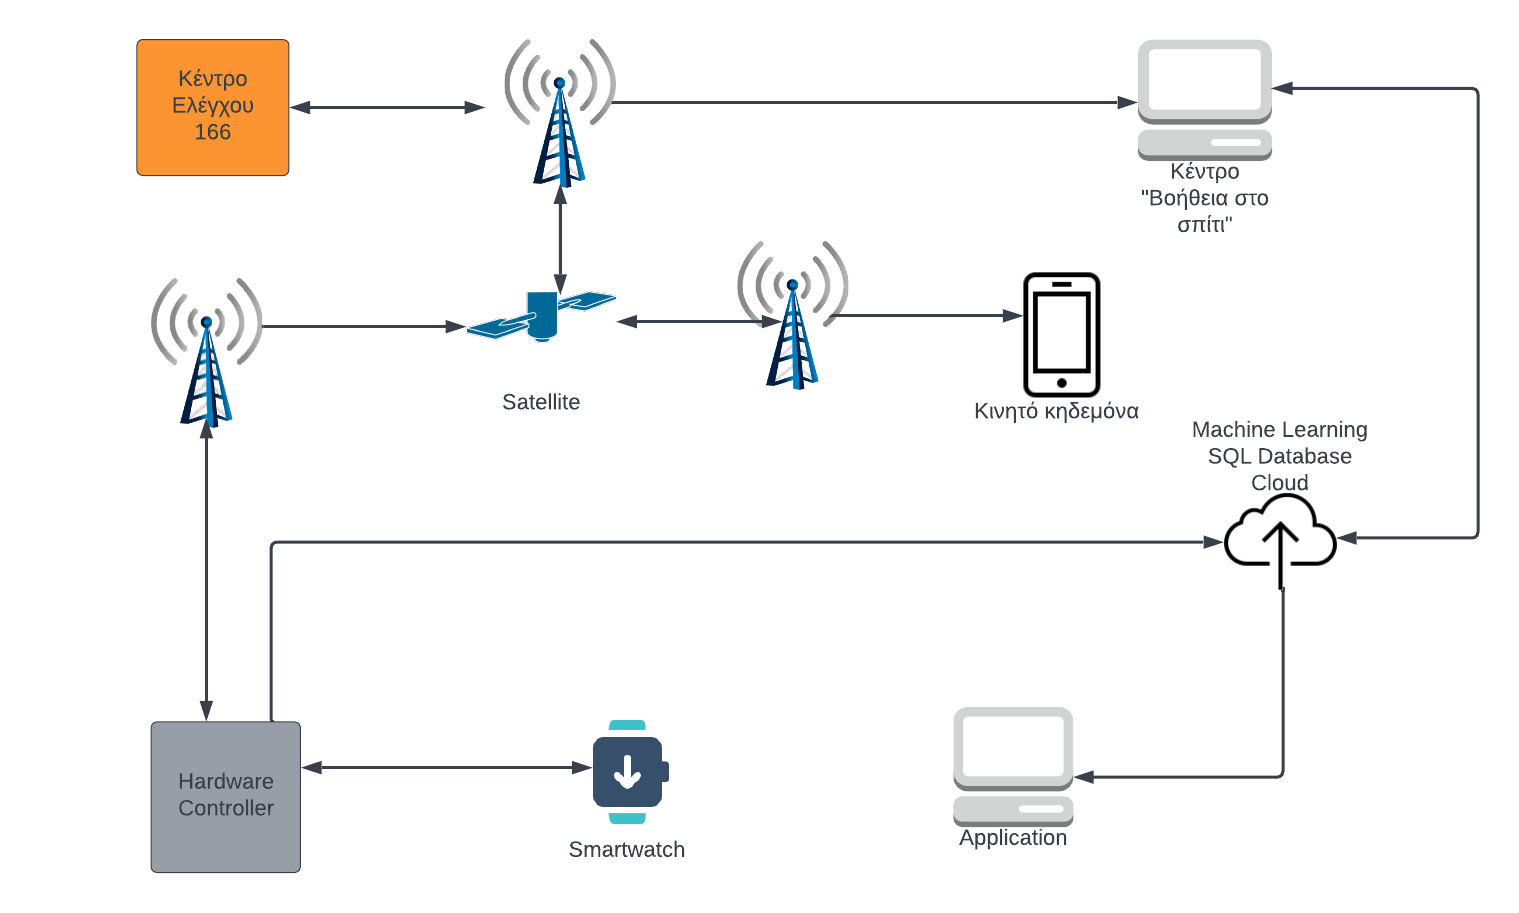 Κέντρο
Ελέγχου
166
Κέντρο
"Βοήθεια στο
σπίτι"
Satellite
Κινητό κηδεμόνα
Machine Learning
SQL Database
Cloud
Hardware
Controller
Smartwatch
Application